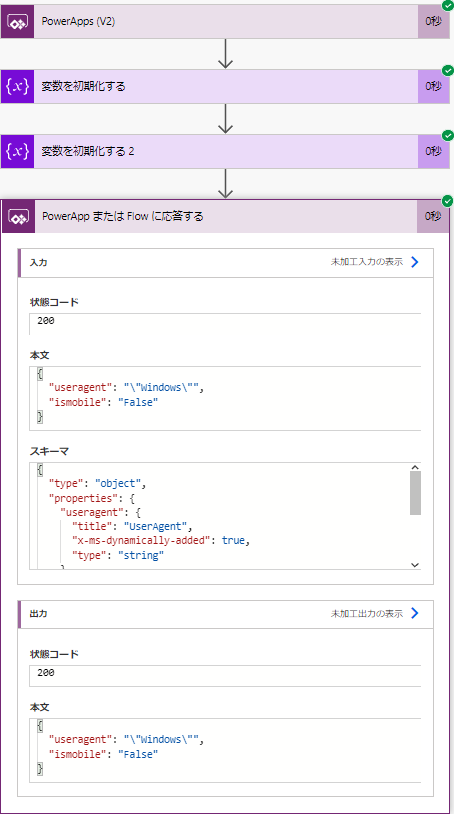 PowerApps (V2)
0秒
{x}
変数を初期化する
0秒
{x}
変数を初期化する 2
0秒
PowerApp または Flow に応答する
0秒
入力
未加工入力の表示
状態コード
200
本文
{
"useragent": "\"Windows\"",
"ismobile": "False"
}
スキーマ
{
"type": "object",
"properties": {
"useragent": {
"title": "UserAgent",
"x-ms-dynamically-added": true,
"type": "string"
}
出力
未加工出力の表示
状態コード
200
本文
{
"useragent": "\"Windows\"",
"ismobile": "False"
}